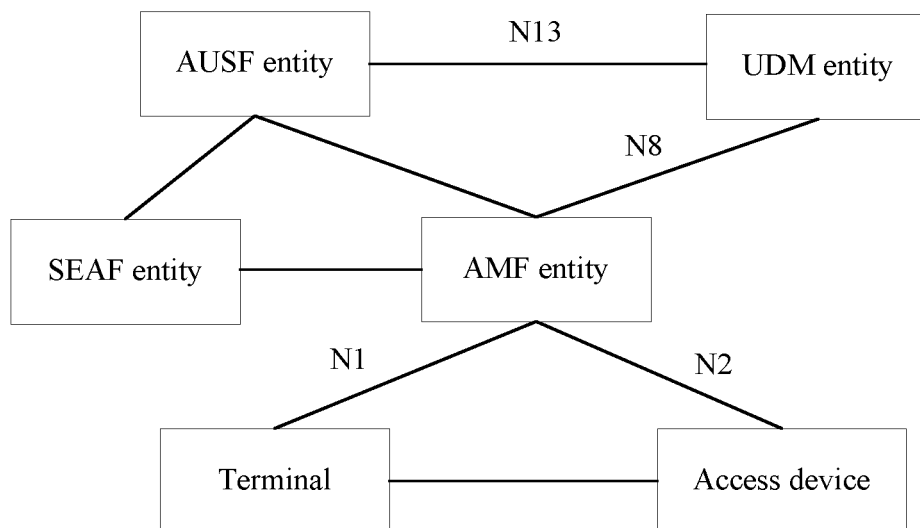 N13
AUSF entity
UDM entity
N8
SEAF entity
AMF entity
N1
N2
Terminal
Access device